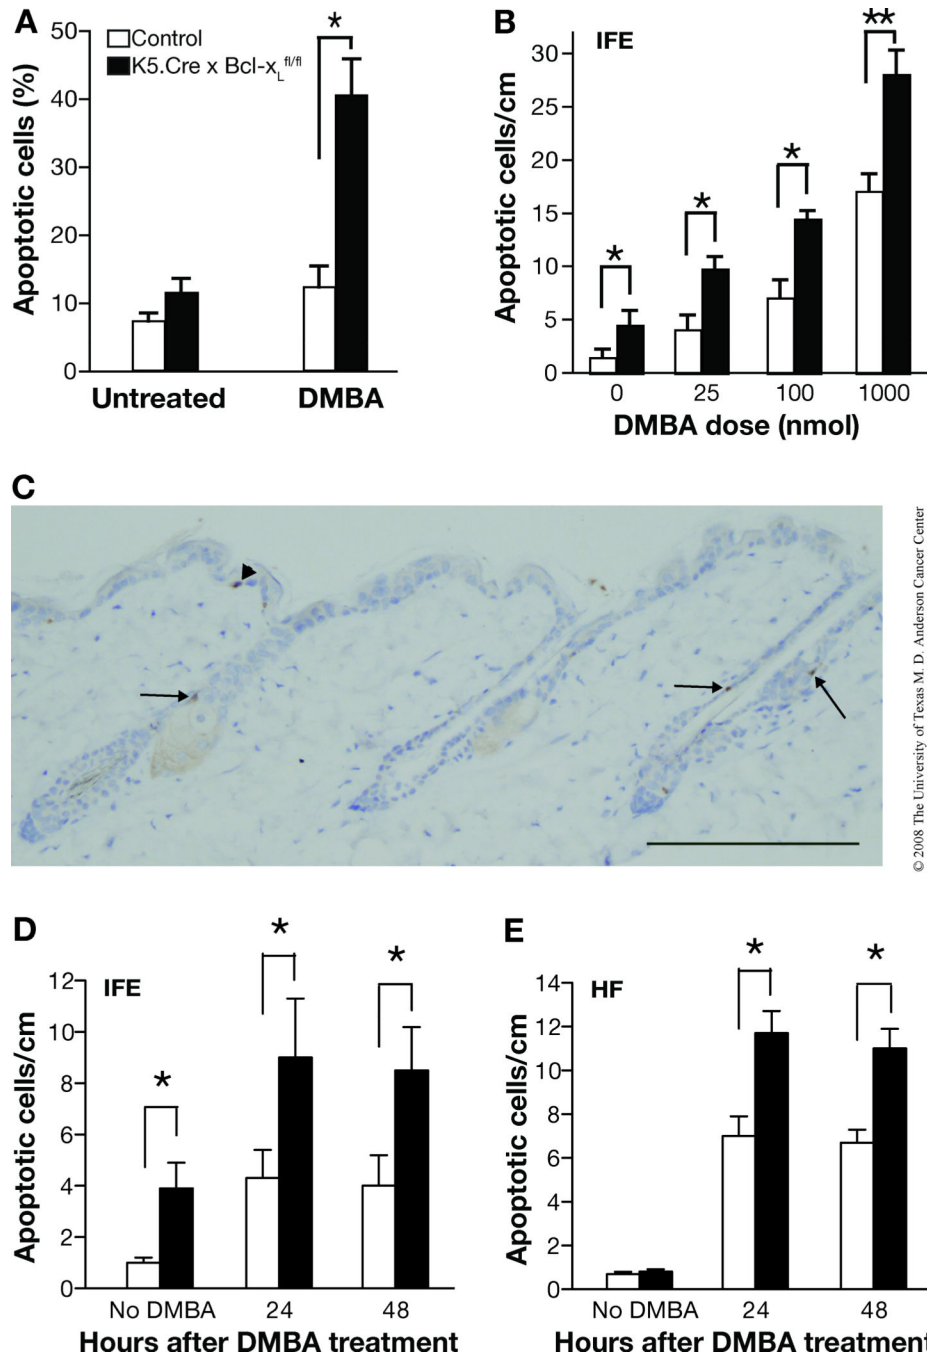 A
50
40
30
20
10
0
Apoptotic cells (%)
Control
K5.Cre x Bcl-xL fl/fl
*
Untreated
DMBA
B
IFE
30
25
20
15
10
5
0
Apoptotic cells/cm
*
*
*
**
0
25
100
1000
DMBA dose (nmol)
C
© 2008 The University of Texas M. D. Anderson Cancer Center
D
IFE
12
10
8
6
4
2
0
Apoptotic cells/cm
*
*
*
No DMBA
24
48
Hours after DMBA treatment
E
HF
14
12
10
8
6
4
2
0
Apoptotic cells/cm
*
*
No DMBA
24
48
Hours after DMBA treatment